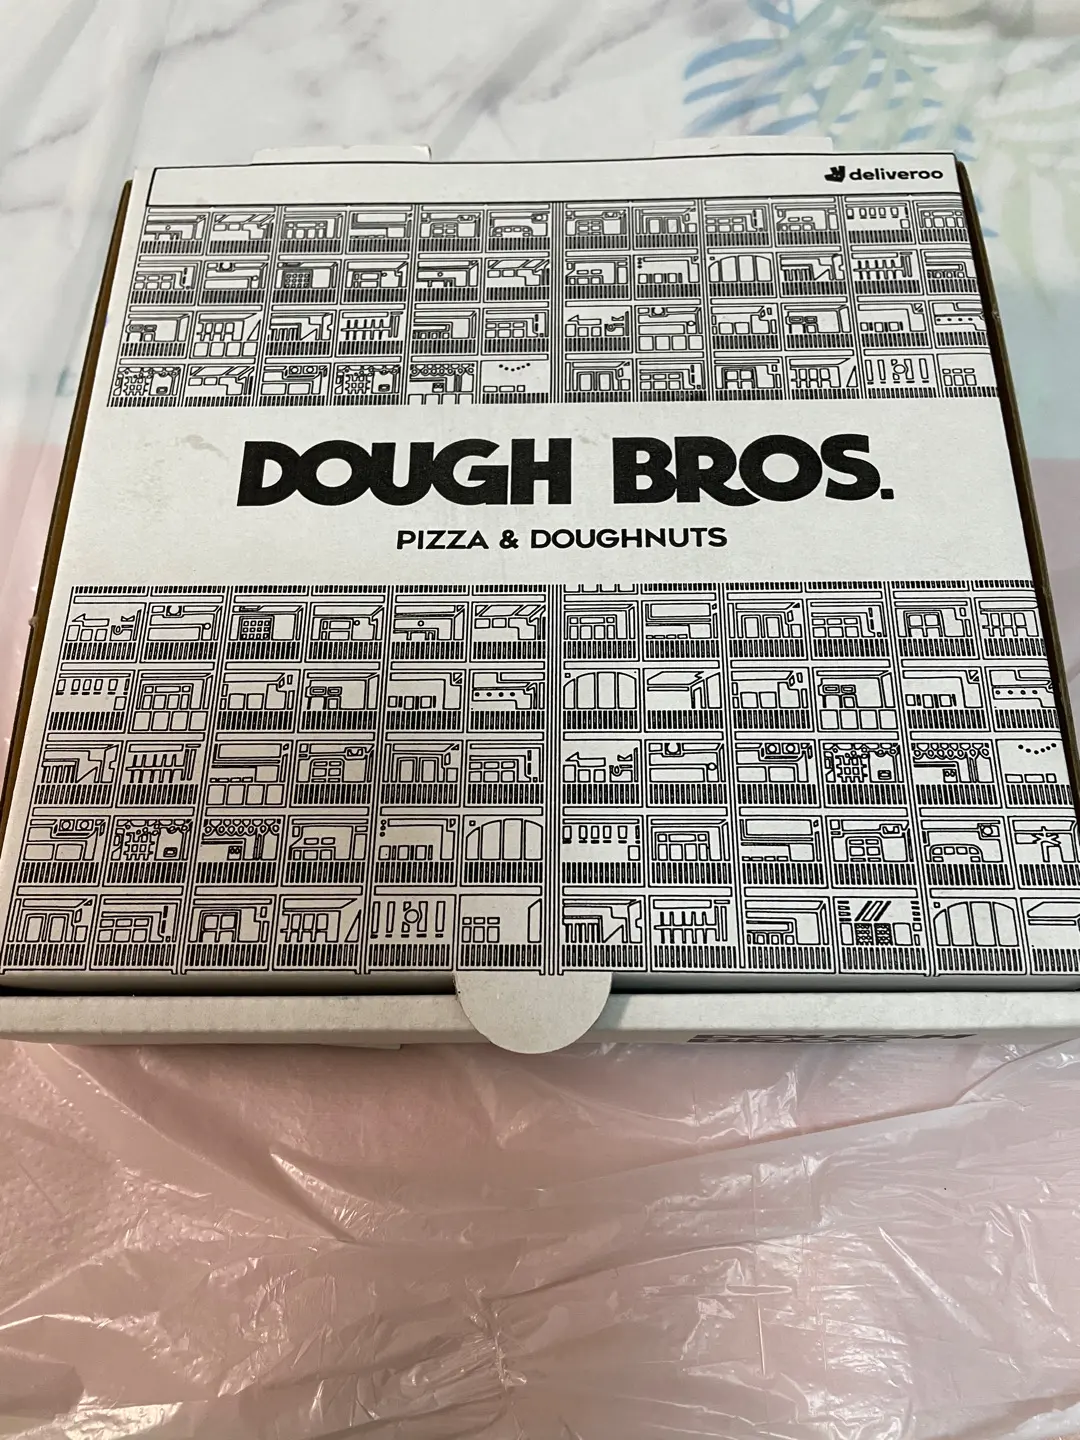 deliveroo
DOUGH BROS.
PIZZA & DOUGHNUTS